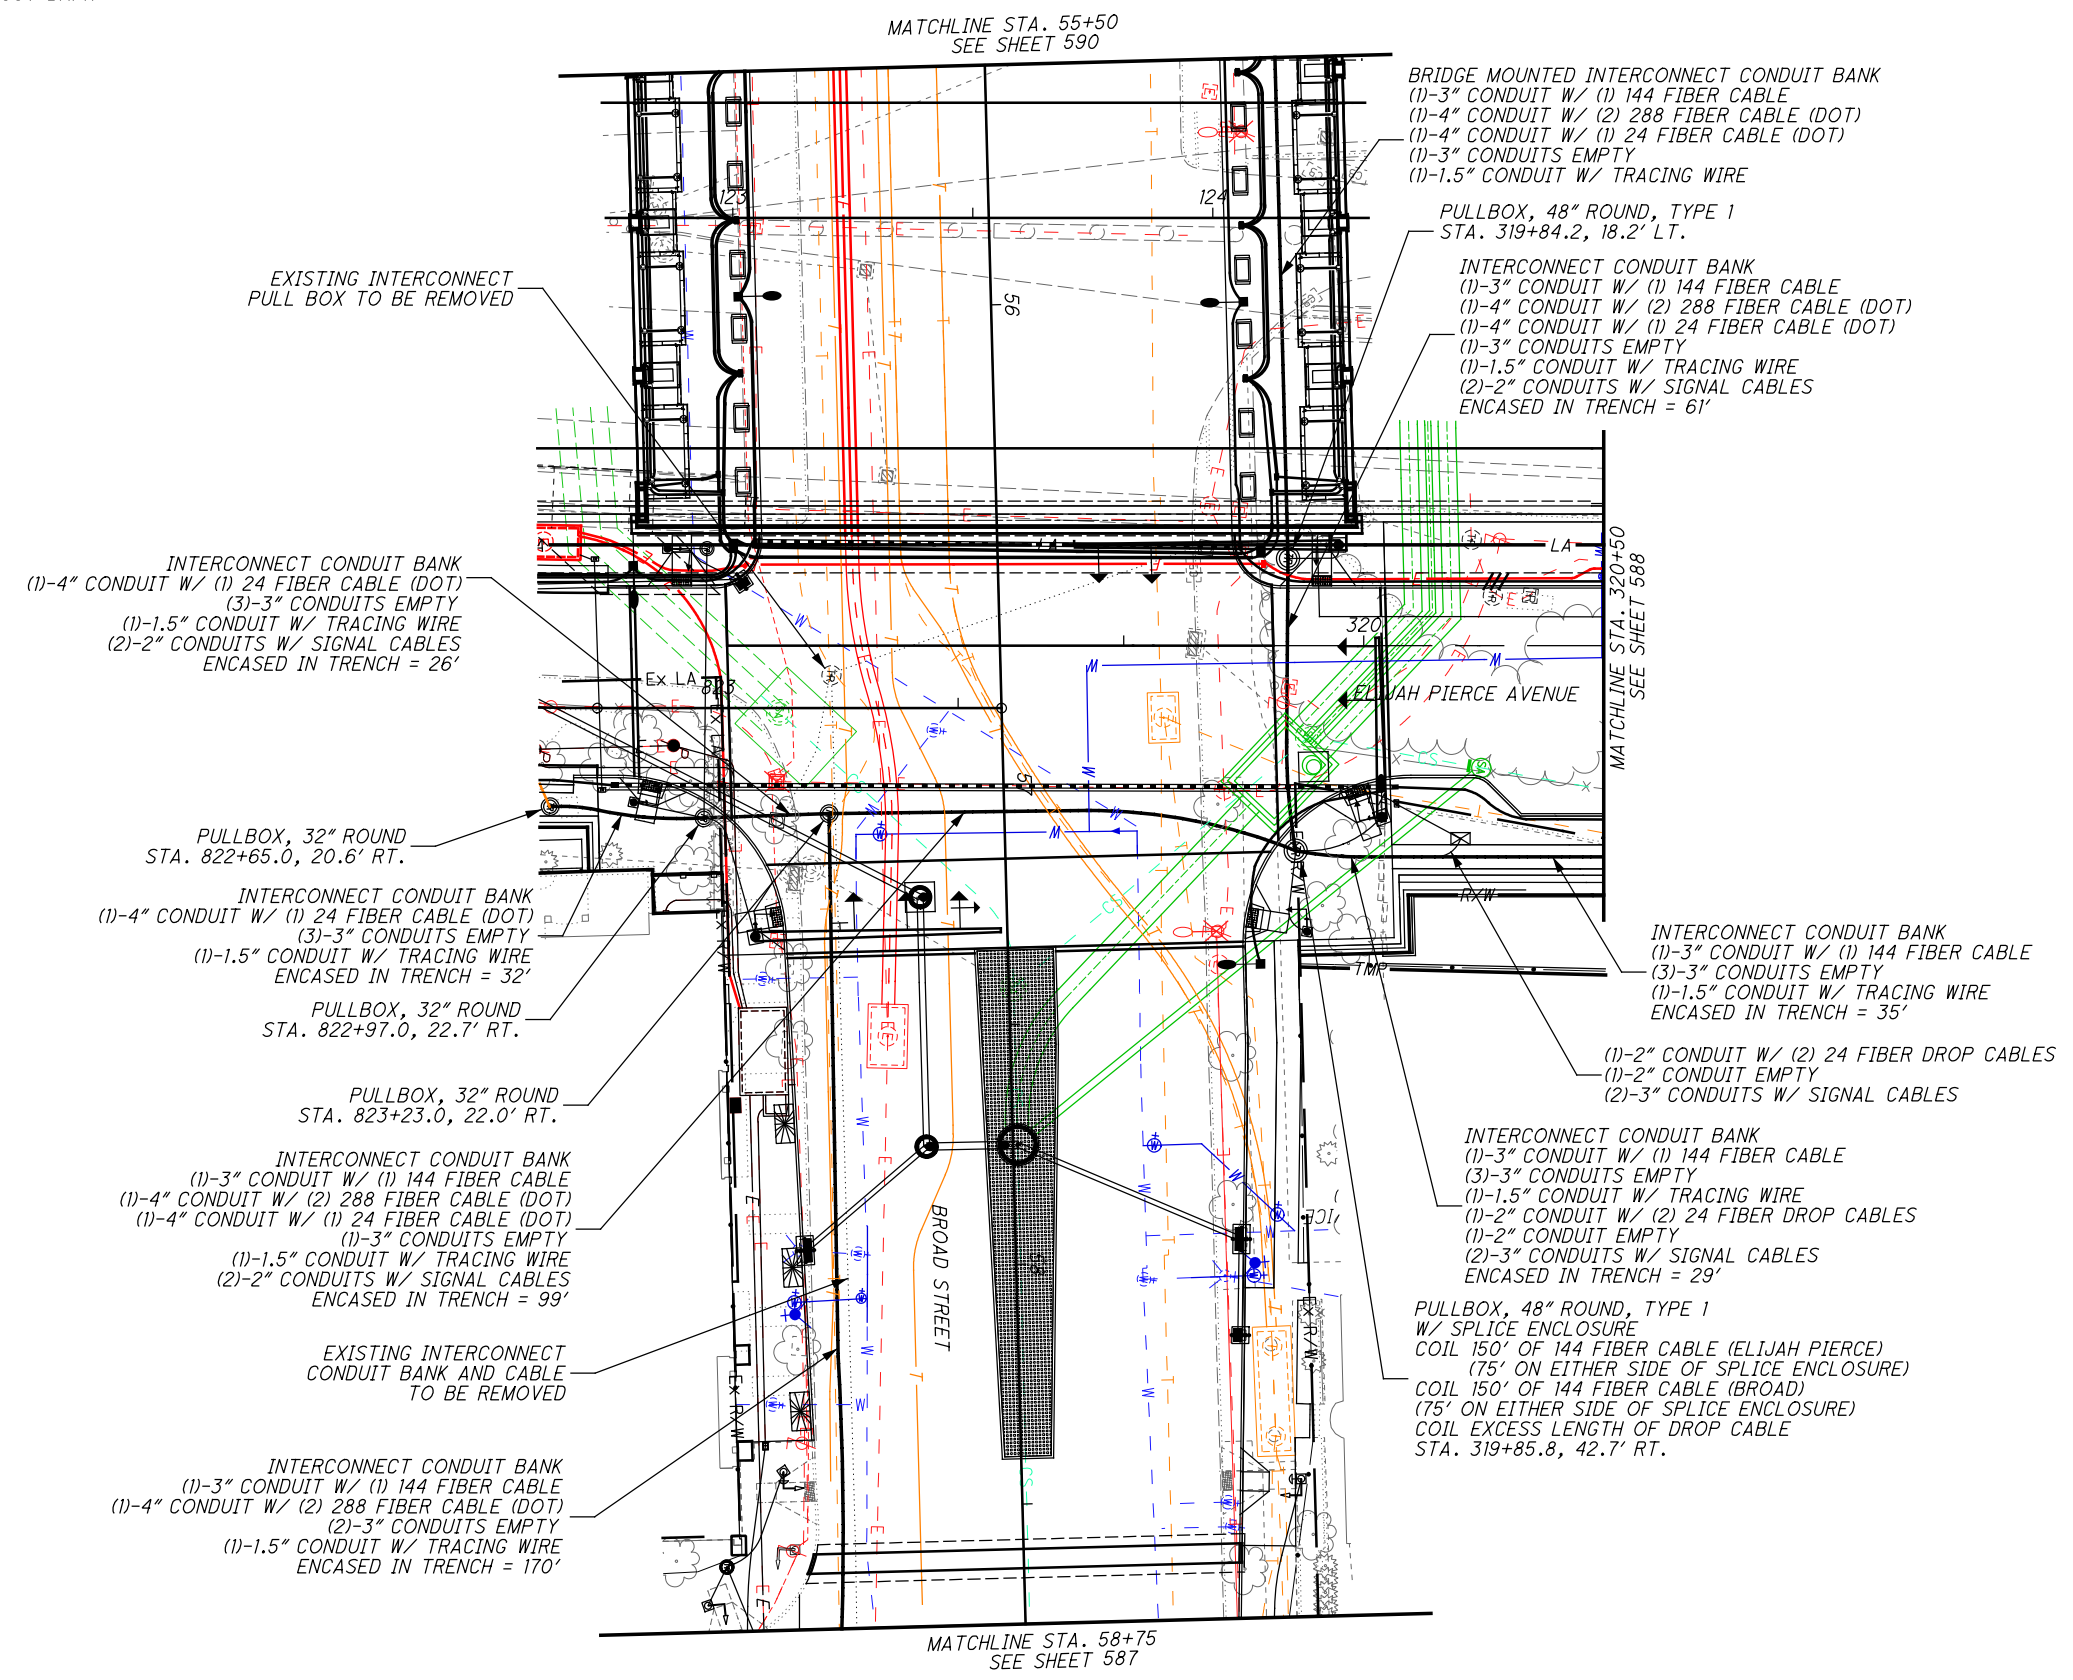 MATCHLINE STA. 55+50
SEE SHEET 590
BRIDGE MOUNTED INTERCONNECT CONDUIT BANK
(1)-3" CONDUIT W/ (1) 144 FIBER CABLE
(1)-4" CONDUIT W/ (2) 288 FIBER CABLE (DOT)
(1)-4" CONDUIT W/ (1) 24 FIBER CABLE (DOT)
(1)-3" CONDUITS EMPTY
(1)-1.5" CONDUIT W/ TRACING WIRE
PULLBOX, 48" ROUND, TYPE 1
STA. 319+84.2, 18.2' LT.
INTERCONNECT CONDUIT BANK
(1)-3" CONDUIT W/ (1) 144 FIBER CABLE
(1)-4" CONDUIT W/ (2) 288 FIBER CABLE (DOT)
(1)-4" CONDUIT W/ (1) 24 FIBER CABLE (DOT)
(1)-3" CONDUITS EMPTY
(1)-1.5" CONDUIT W/ TRACING WIRE
(2)-2" CONDUITS W/ SIGNAL CABLES
ENCASED IN TRENCH = 61'
EXISTING INTERCONNECT
PULL BOX TO BE REMOVED
123
124
56
INTERCONNECT CONDUIT BANK
(1)-4" CONDUIT W/ (1) 24 FIBER CABLE (DOT)
(3)-3" CONDUITS EMPTY
(1)-1.5" CONDUIT W/ TRACING WIRE
(2)-2" CONDUITS W/ SIGNAL CABLES
ENCASED IN TRENCH = 26'
LA
LA
320
Ex LA
823
Ex LA
ELIJAH PIERCE AVENUE
MATCHLINE STA. 320+50
SEE SHEET 588
57
PULLBOX, 32" ROUND
STA. 822+65.0, 20.6' RT.
INTERCONNECT CONDUIT BANK
(1)-4" CONDUIT W/ (1) 24 FIBER CABLE (DOT)
(3)-3" CONDUITS EMPTY
(1)-1.5" CONDUIT W/ TRACING WIRE
ENCASED IN TRENCH = 32'
PULLBOX, 32" ROUND
STA. 822+97.0, 22.7' RT.
PULLBOX, 32" ROUND
STA. 823+23.0, 22.0' RT.
R/W
TMP
INTERCONNECT CONDUIT BANK
(1)-3" CONDUIT W/ (1) 144 FIBER CABLE
(3)-3" CONDUITS EMPTY
(1)-1.5" CONDUIT W/ TRACING WIRE
ENCASED IN TRENCH = 35'
(1)-2" CONDUIT W/ (2) 24 FIBER DROP CABLES
(1)-2" CONDUIT EMPTY
(2)-3" CONDUITS W/ SIGNAL CABLES
INTERCONNECT CONDUIT BANK
(1)-3" CONDUIT W/ (1) 144 FIBER CABLE
(1)-4" CONDUIT W/ (2) 288 FIBER CABLE (DOT)
(1)-4" CONDUIT W/ (1) 24 FIBER CABLE (DOT)
(1)-3" CONDUITS EMPTY
(1)-1.5" CONDUIT W/ TRACING WIRE
(2)-2" CONDUITS W/ SIGNAL CABLES
ENCASED IN TRENCH = 99'
INTERCONNECT CONDUIT BANK
(1)-3" CONDUIT W/ (1) 144 FIBER CABLE
(3)-3" CONDUITS EMPTY
(1)-1.5" CONDUIT W/ TRACING WIRE
(1)-2" CONDUIT W/ (2) 24 FIBER DROP CABLES
(1)-2" CONDUIT EMPTY
(2)-3" CONDUITS W/ SIGNAL CABLES
ENCASED IN TRENCH = 29'
BROAD STREET
EXISTING INTERCONNECT
CONDUIT BANK AND CABLE
TO BE REMOVED
PULLBOX, 48" ROUND, TYPE 1
W/ SPLICE ENCLOSURE
COIL 150' OF 144 FIBER CABLE (ELIJAH PIERCE)
(75' ON EITHER SIDE OF SPLICE ENCLOSURE)
COIL 150' OF 144 FIBER CABLE (BROAD)
(75' ON EITHER SIDE OF SPLICE ENCLOSURE)
COIL EXCESS LENGTH OF DROP CABLE
STA. 319+85.8, 42.7' RT.
Ex R/W
Ex R/W
INTERCONNECT CONDUIT BANK
(1)-3" CONDUIT W/ (1) 144 FIBER CABLE
(1)-4" CONDUIT W/ (2) 288 FIBER CABLE (DOT)
(2)-3" CONDUITS EMPTY
(1)-1.5" CONDUIT W/ TRACING WIRE
ENCASED IN TRENCH = 170'
MATCHLINE STA. 58+75
SEE SHEET 587